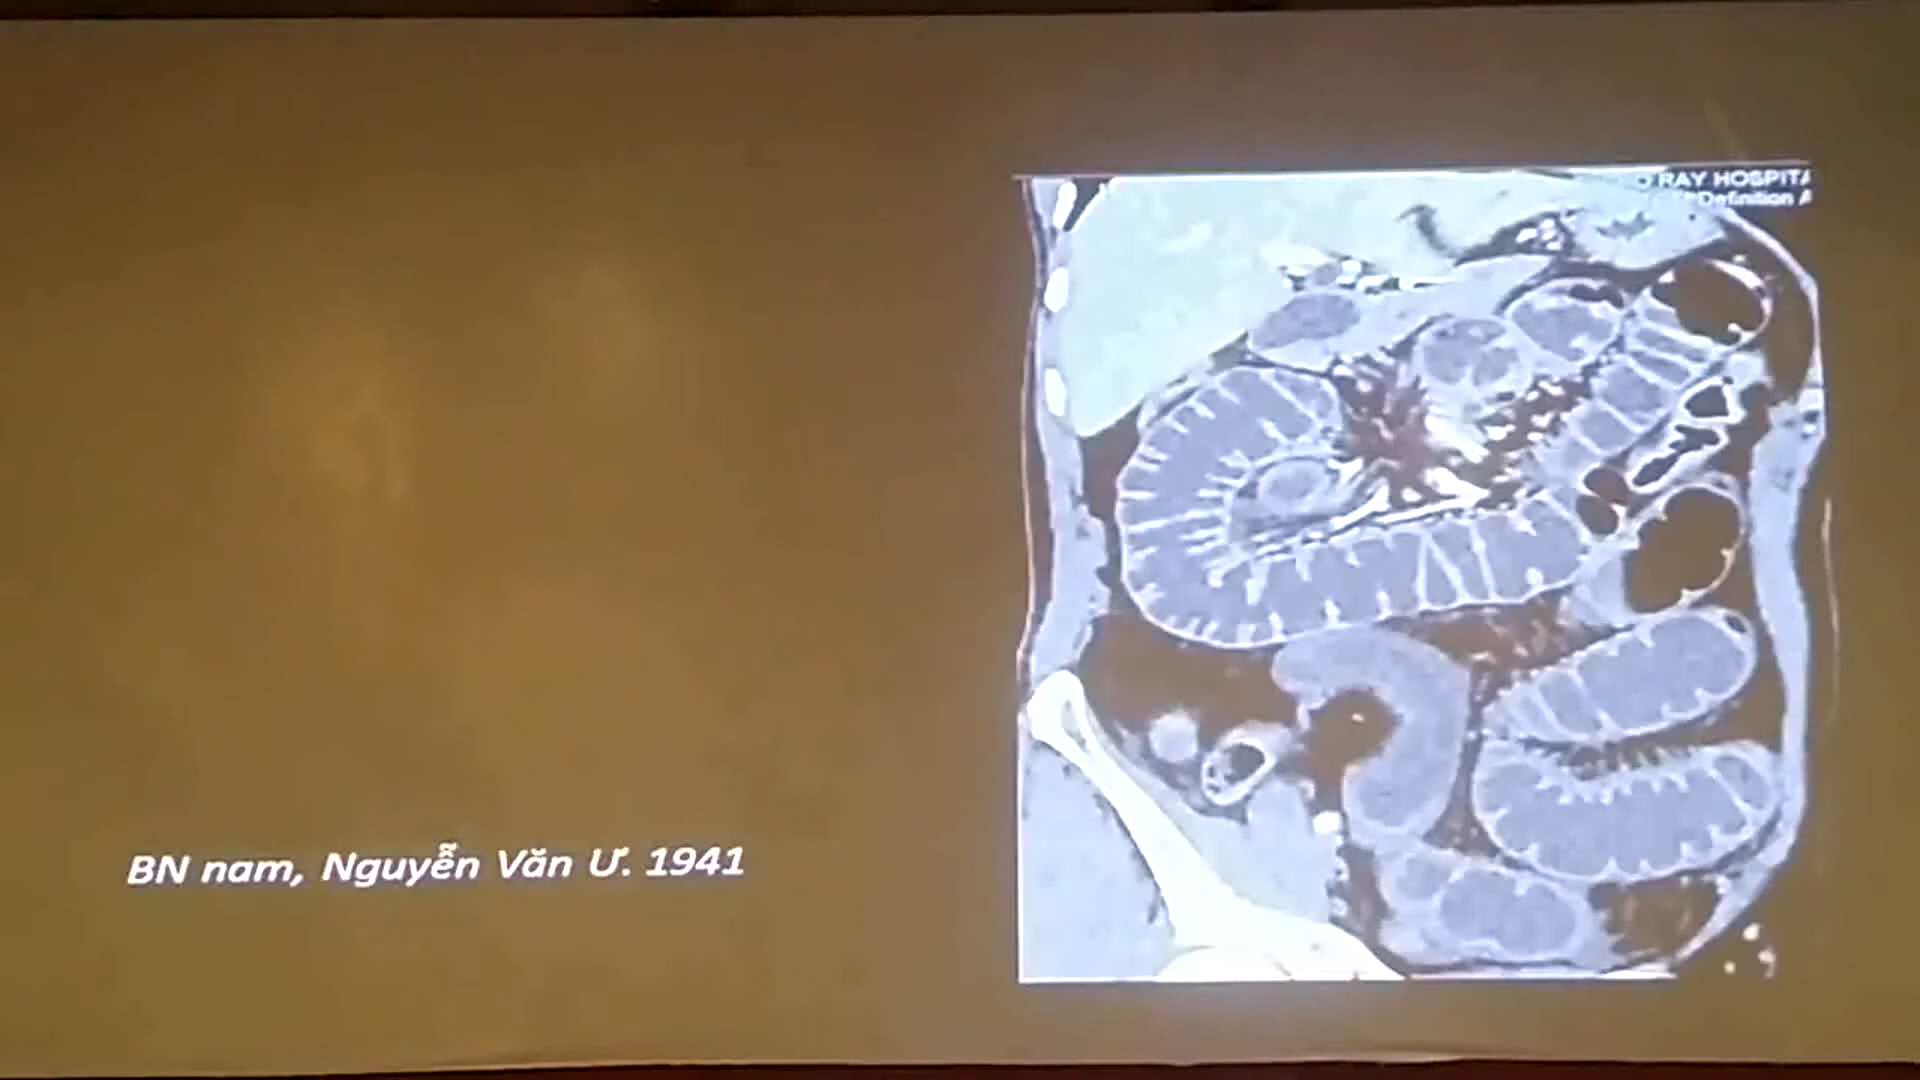 RAY HOSPITA
Definition A
BN nam, Nguyễn Văn Ư. 1941